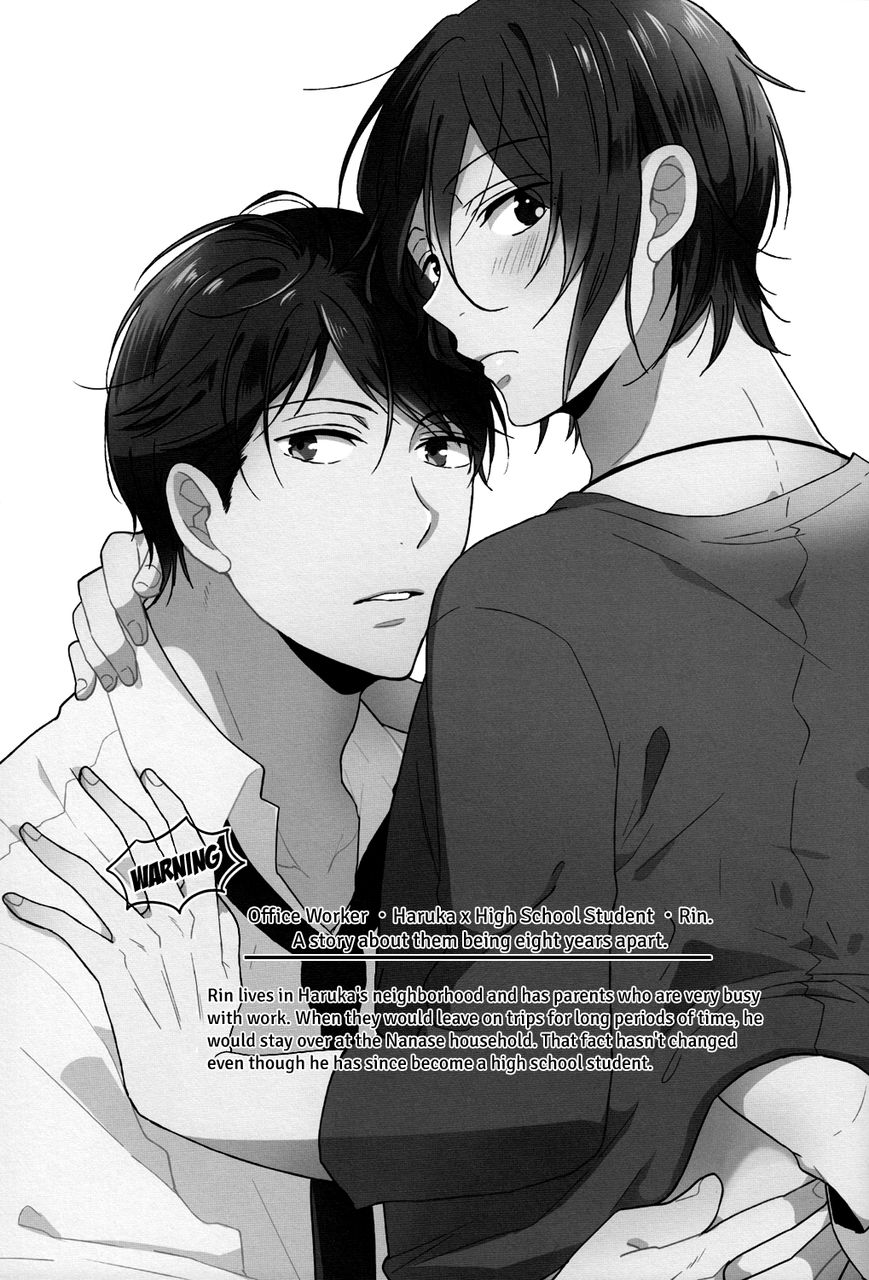 WARNING!
Office Worker ・Haruka x High School Student ・Rin.
A story about them being eight years apart.
Rin lives in Haruka's neighborhood and has parents who are very busy
with work. When they would leave on trips for long periods of time, he
would stay over at the Nanase household. That fact hasn't changed
even though he has since become a high school student.